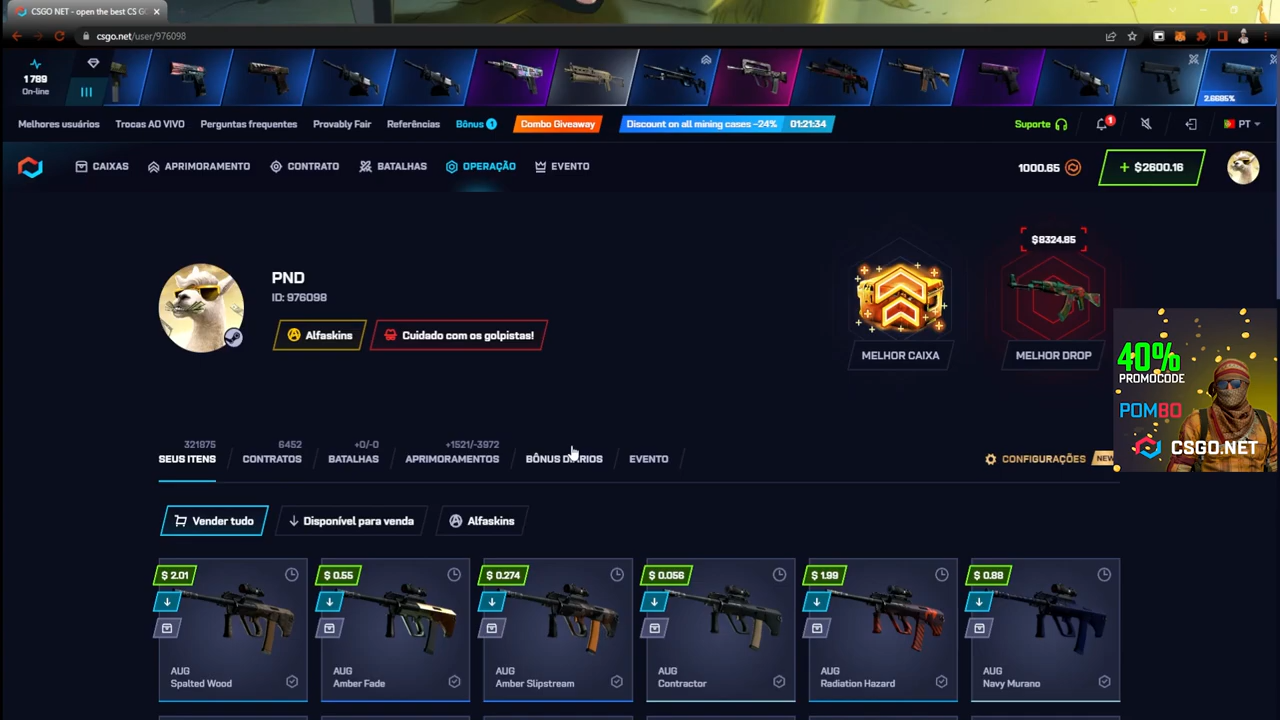 CSGO NET - open the best CS G
csgo.net/user/976098
1 789
On-line
2.6695%
Melhores usuários
Trocas AO VIVO
Perguntas frequentes
Provably Fair
Referências
Bônus 1
Combo Giveaway
Discount on all mining cases -24% 01:21:34
Suporte
1
PT
CAIXAS
APRIMORAMENTO
CONTRATO
BATALHAS
OPERAÇÃO
EVENTO
1000.65
+ $2600.16
PND
ID: 976098
Alfaskins
Cuidado com os golpistas!
MELHOR CAIXA
$8324.85
MELHOR DROP
40%
PROMOCODE
POMBO
CSGO.NET
321875
SEUS ITENS
6452
CONTRATOS
+0/-0
BATALHAS
+1521/-3972
APRIMORAMENTOS
BÔNUS DIÁRIOS
EVENTO
CONFIGURAÇÕES
NEW
Vender tudo
Disponível para venda
Alfaskins
$ 2.01
AUG
Spalted Wood
$ 0.55
AUG
Amber Fade
$ 0.274
AUG
Amber Slipstream
$ 0.056
AUG
Contractor
$ 1.99
AUG
Radiation Hazard
$ 0.88
AUG
Navy Murano